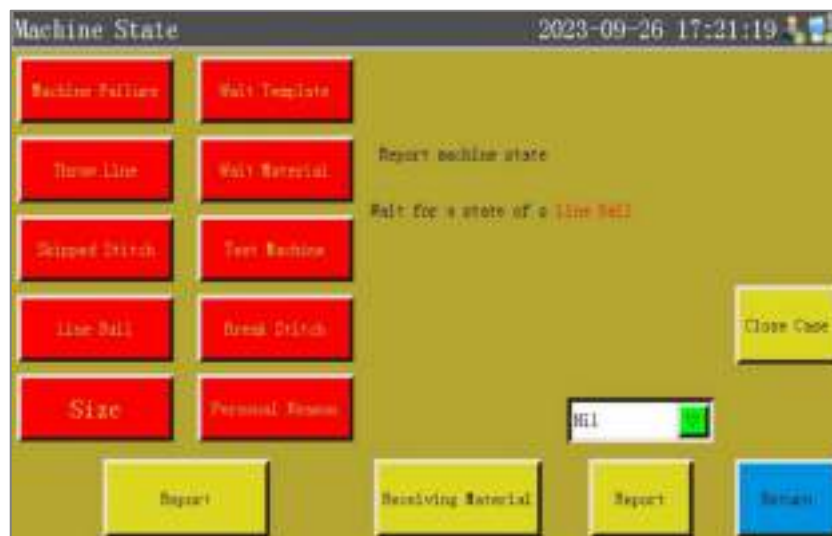 Machine State 2023-09-26 17:21:19
Machine Failure Wait Template
Throw Line Wait Material
Report machine state
Wait for a state of a Line Ball
Skipped Stitch Test Machine
Line Ball Break Stitch
Close Case
Size Personal Reason
Nil
Report Receiving Material Report Return